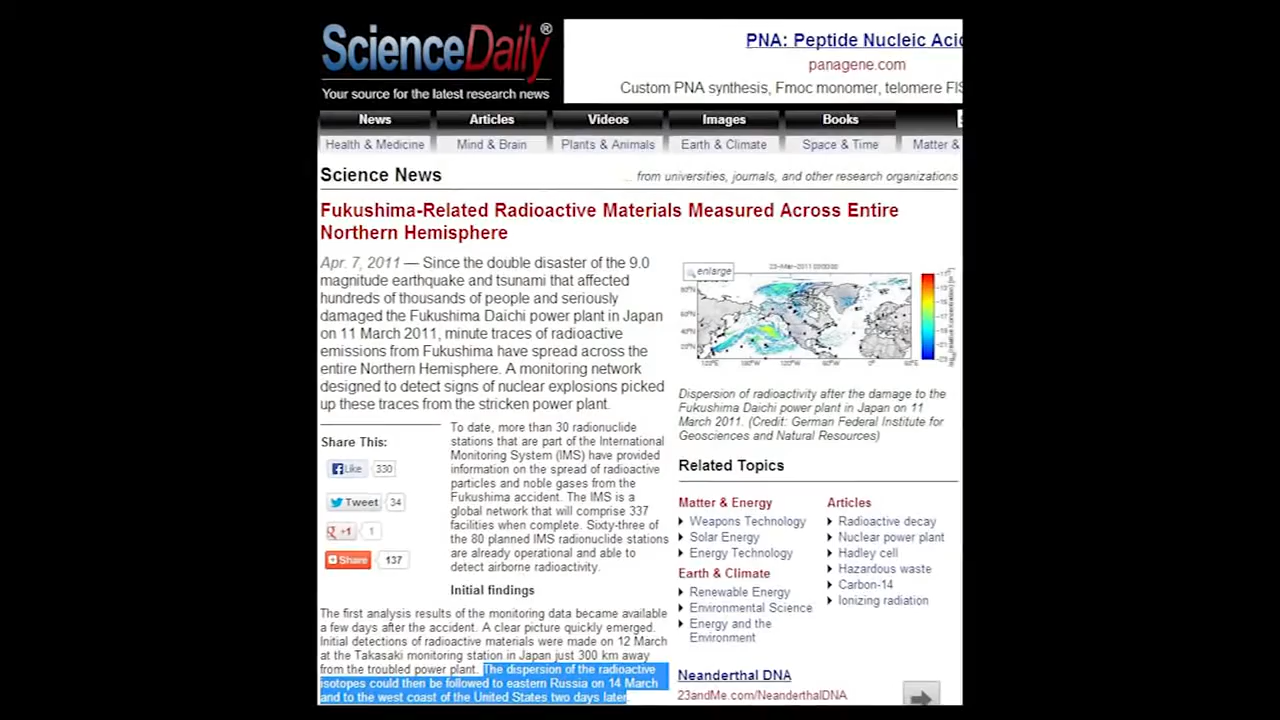 ScienceDaily®
Your source for the latest research news
PNA: Peptide Nucleic Acid
panagene.com
Custom PNA synthesis, Fmoc monomer, telomere FIS
News Articles Videos Images Books
Health & Medicine Mind & Brain Plants & Animals Earth & Climate Space & Time Matter &
Science News
... from universities, journals, and other research organizations
Fukushima-Related Radioactive Materials Measured Across Entire
Northern Hemisphere
Apr. 7, 2011 — Since the double disaster of the 9.0
magnitude earthquake and tsunami that affected
hundreds of thousands of people and seriously
damaged the Fukushima Daichi power plant in Japan
on 11 March 2011, minute traces of radioactive
emissions from Fukushima have spread across the
entire Northern Hemisphere. A monitoring network
designed to detect signs of nuclear explosions picked
up these traces from the stricken power plant.
Share This:
Like 330
Tweet 34
+1 1
Share 137
To date, more than 30 radionuclide
stations that are part of the International
Monitoring System (IMS) have provided
information on the spread of radioactive
particles and noble gases from the
Fukushima accident. The IMS is a
global network that will comprise 337
facilities when complete. Sixty-three of
the 80 planned IMS radionuclide stations
are already operational and able to
detect airborne radioactivity.
Initial findings
The first analysis results of the monitoring data became available
a few days after the accident. A clear picture quickly emerged.
Initial detections of radioactive materials were made on 12 March
at the Takasaki monitoring station in Japan just 300 km away
from the troubled power plant. The dispersion of the radioactive
isotopes could then be followed to eastern Russia on 14 March
and to the west coast of the United States two days later.
enlarge
Dispersion of radioactivity after the damage to the
Fukushima Daichi power plant in Japan on 11
March 2011. (Credit: German Federal Institute for
Geosciences and Natural Resources)
Related Topics
Matter & Energy
Weapons Technology
Solar Energy
Energy Technology
Earth & Climate
Renewable Energy
Environmental Science
Energy and the
Environment
Articles
Radioactive decay
Nuclear power plant
Hadley cell
Hazardous waste
Carbon-14
Ionizing radiation
Neanderthal DNA
23andMe.com/NeanderthalDNA